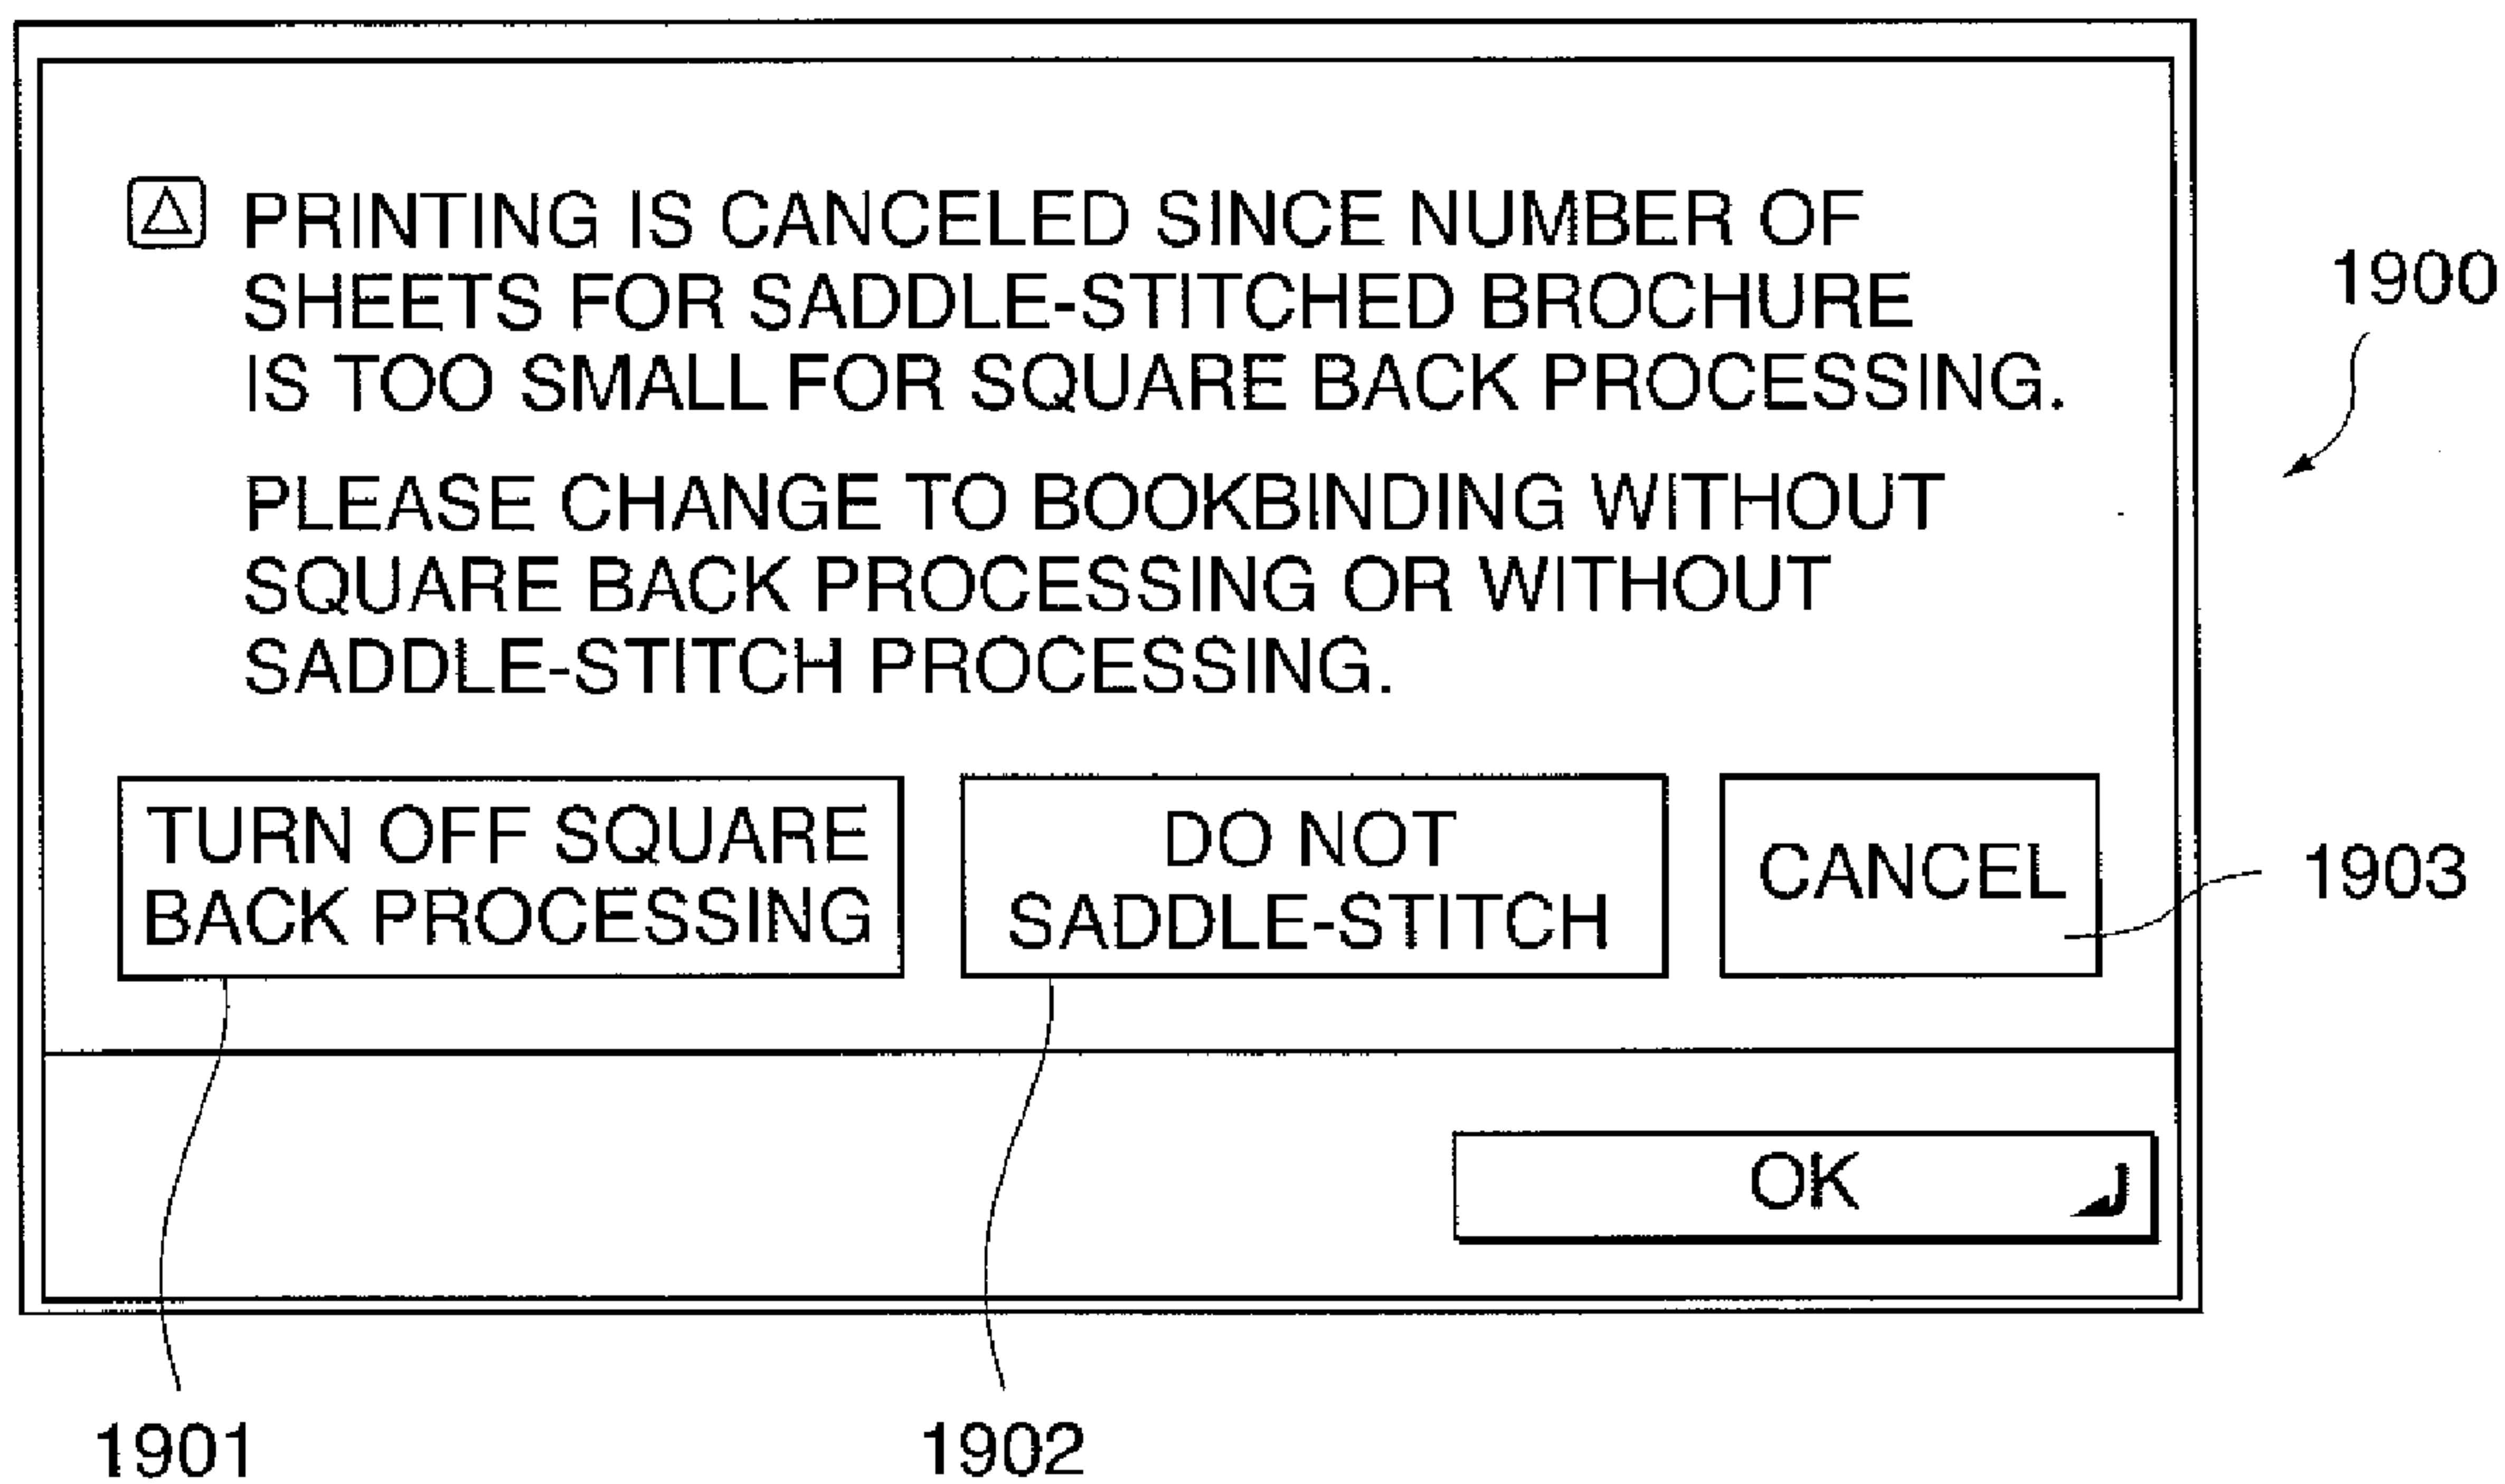 PRINTING IS CANCELED SINCE NUMBER OF
SHEETS FOR SADDLE-STITCHED BROCHURE
IS TOO SMALL FOR SQUARE BACK PROCESSING.
PLEASE CHANGE TO BOOKBINDING WITHOUT
SQUARE BACK PROCESSING OR WITHOUT
SADDLE-STITCH PROCESSING.
1900
TURN OFF SQUARE
BACK PROCESSING
DO NOT
SADDLE-STITCH
CANCEL
1903
OK
1901
1902